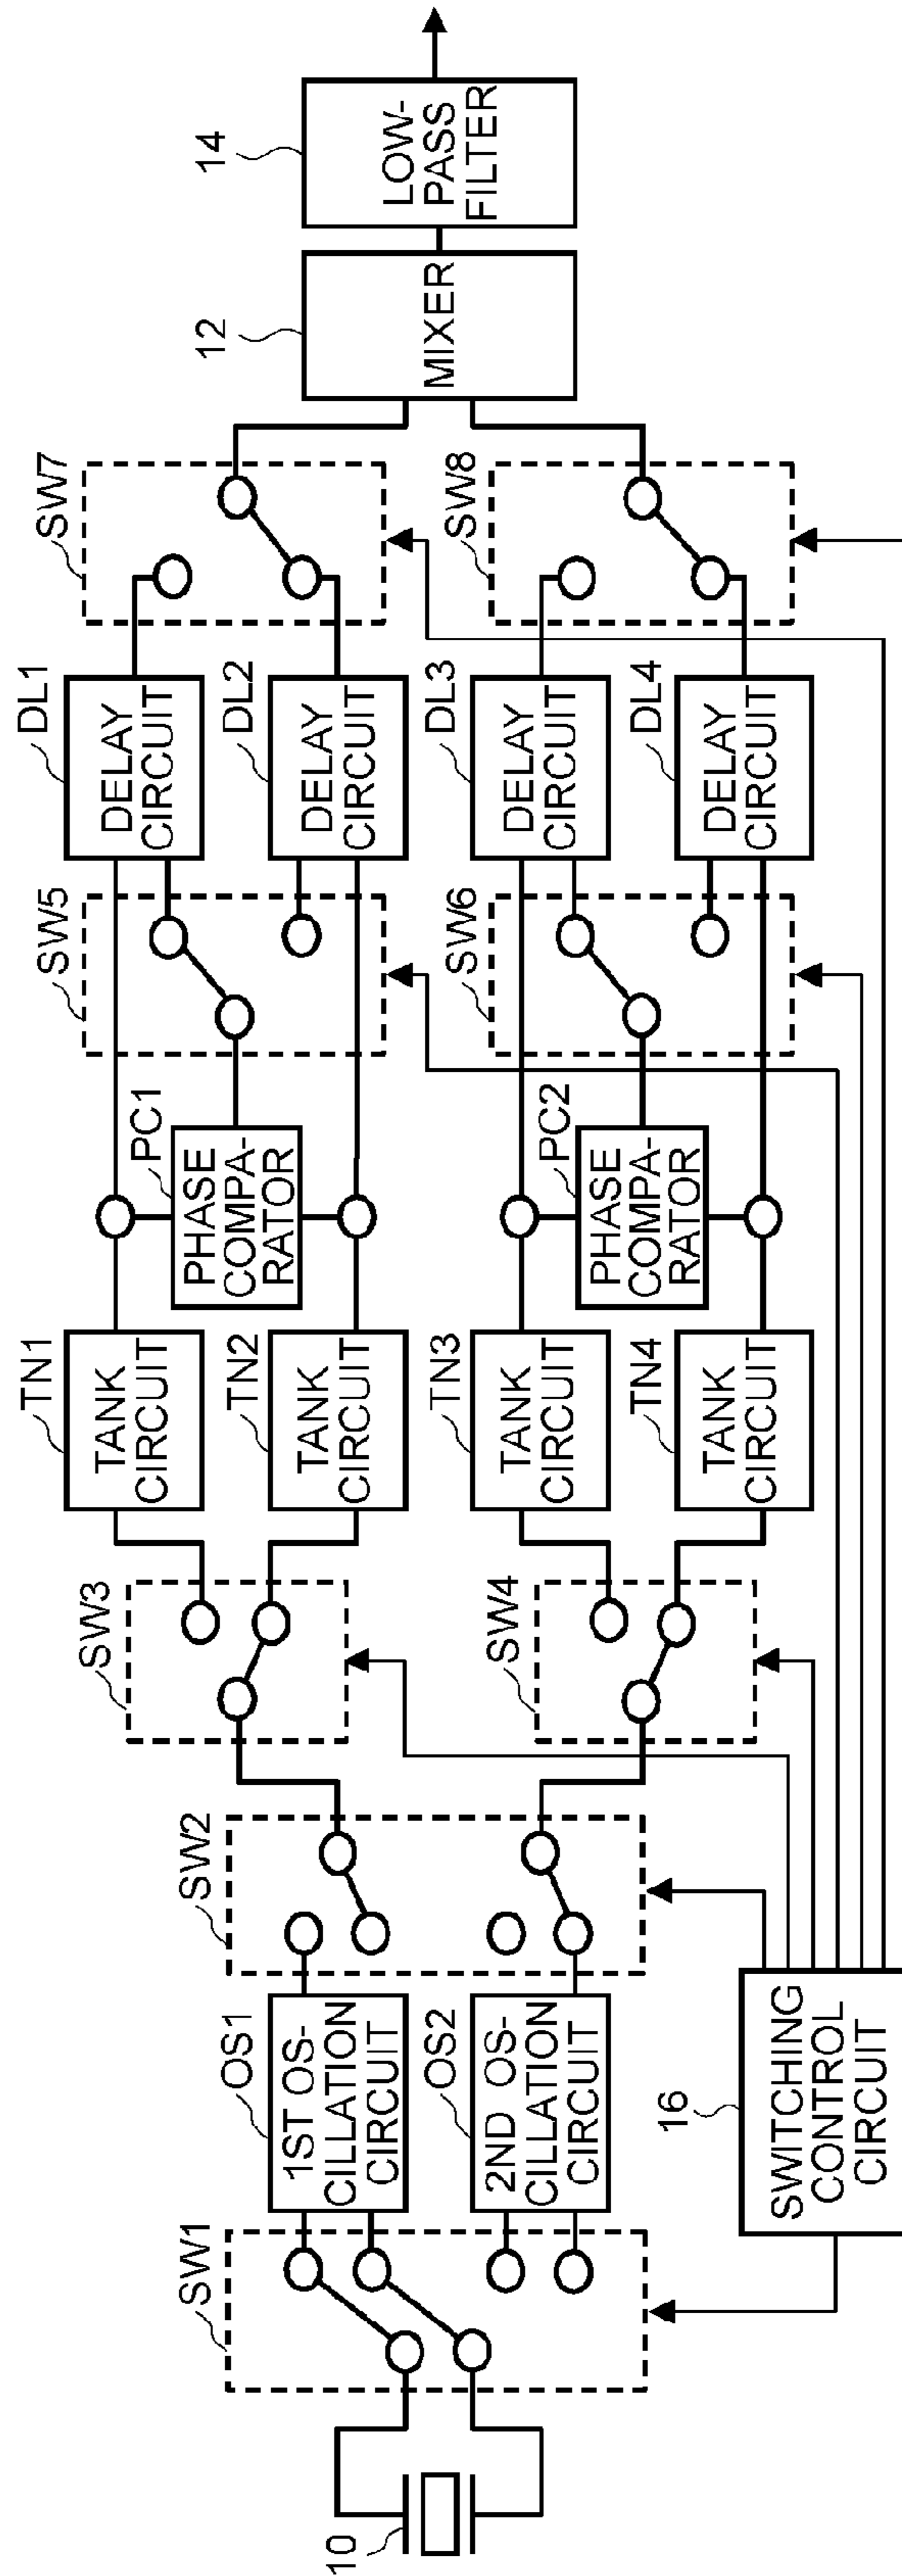 10
SW1
OS1
1ST OS-
CILLATION
CIRCUIT
OS2
2ND OS-
CILLATION
CIRCUIT
16
SWITCHING
CONTROL
CIRCUIT
SW2
SW3
SW4
TN1
TANK
CIRCUIT
TN2
TANK
CIRCUIT
TN3
TANK
CIRCUIT
TN4
TANK
CIRCUIT
PC1
PHASE
COMPA-
RATOR
PC2
PHASE
COMPA-
RATOR
SW5
SW6
DL1
DELAY
CIRCUIT
DL2
DELAY
CIRCUIT
DL3
DELAY
CIRCUIT
DL4
DELAY
CIRCUIT
SW7
SW8
12
MIXER
14
LOW-
PASS
FILTER